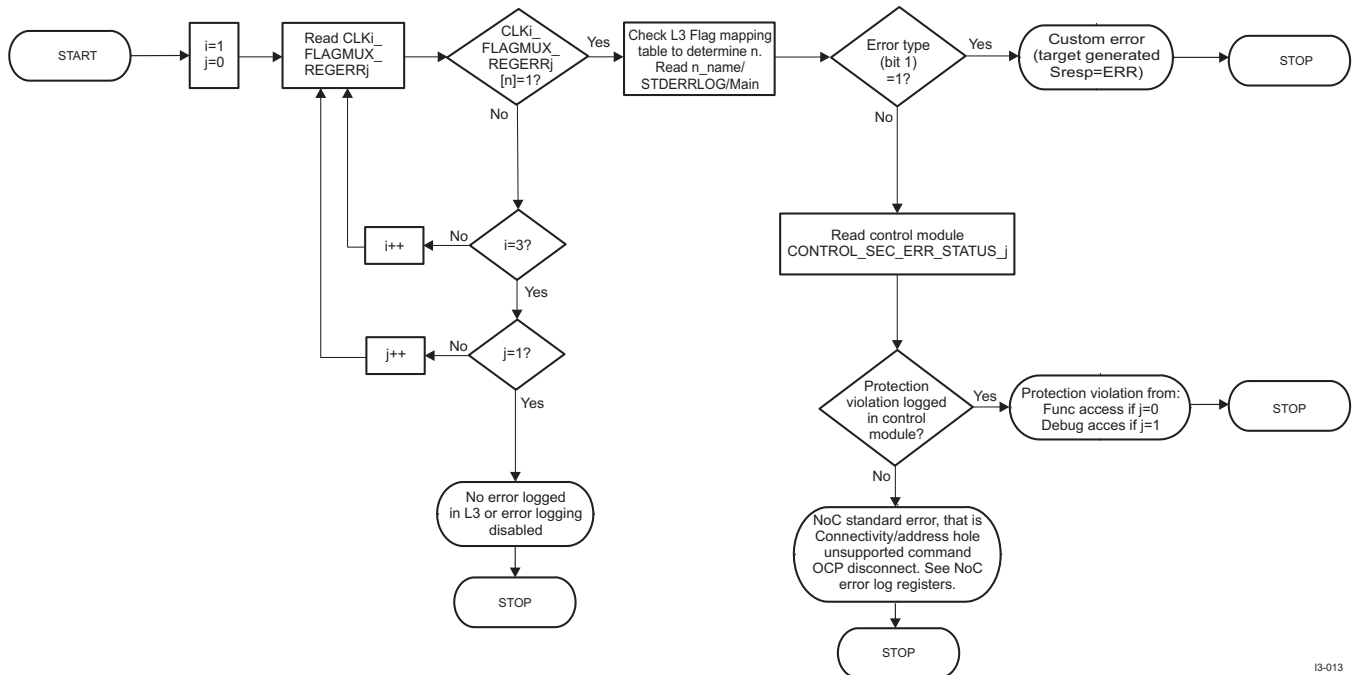 START
i=1
j=0
Read CLKi_
FLAGMUX_
REGERRj
CLKi_
FLAGMUX_
REGERRj
[n]=1?
Yes
No
Check L3 Flag mapping
table to determine n.
Read n_name/
STDERRLOG/Main
Error type
(bit 1)
=1?
Yes
No
Custom error
(target generated
Sresp=ERR)
STOP
i=3?
No
i++
Yes
j=1?
No
j++
Yes
No error logged
in L3 or error logging
disabled
STOP
Read control module
CONTROL_SEC_ERR_STATUS_j
Protection
violation logged
in control
module?
Yes
Protection violation from:
Func access if j=0
Debug acces if j=1
STOP
No
NoC standard error, that is
Connectivity/address hole
unsupported command
OCP disconnect. See NoC
error log registers.
STOP
l3-013